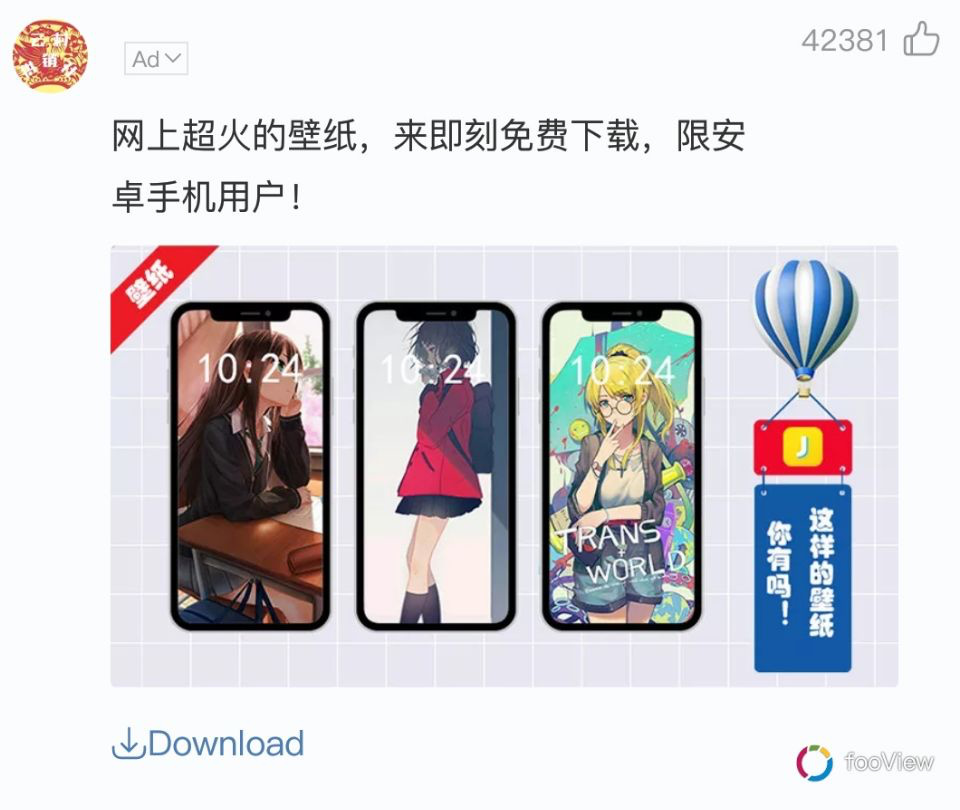 Ad
42381
网上超火的壁纸，来即刻免费下载，限安
卓手机用户！
壁纸
10:24
10:24
10:24
TRANS
+
WORLD
J
这样的壁纸
你有吗！
Download
fooView